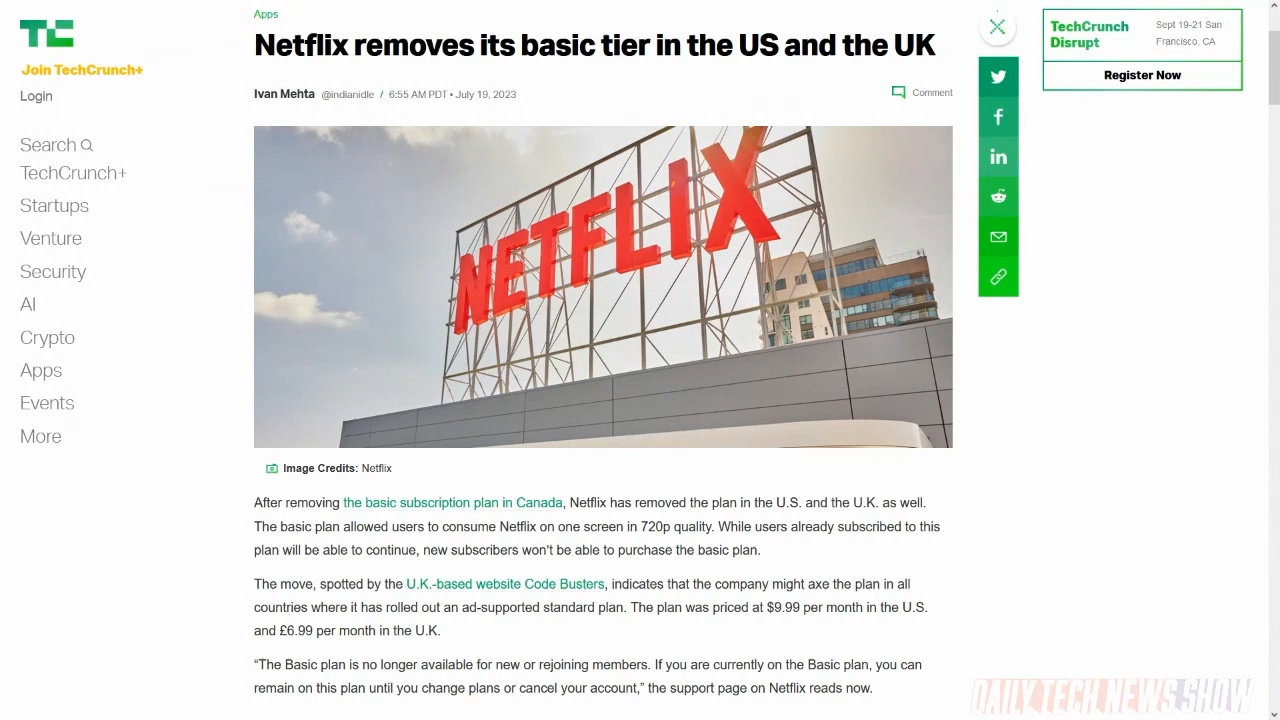 TC
Join TechCrunch+
Login
Search
TechCrunch+
Startups
Venture
Security
AI
Crypto
Apps
Events
More
Apps
Netflix removes its basic tier in the US and the UK
Ivan Mehta @indianidle / 6:55 AM PDT • July 19, 2023
Comment
NETFLIX
Image Credits: Netflix
After removing the basic subscription plan in Canada, Netflix has removed the plan in the U.S. and the U.K. as well.
The basic plan allowed users to consume Netflix on one screen in 720p quality. While users already subscribed to this
plan will be able to continue, new subscribers won’t be able to purchase the basic plan.
The move, spotted by the U.K.-based website Code Busters, indicates that the company might axe the plan in all
countries where it has rolled out an ad-supported standard plan. The plan was priced at $9.99 per month in the U.S.
and £6.99 per month in the U.K.
“The Basic plan is no longer available for new or rejoining members. If you are currently on the Basic plan, you can
remain on this plan until you change plans or cancel your account,” the support page on Netflix reads now.
TechCrunch
Disrupt
Sept 19-21 San
Francisco, CA
Register Now
DAILY TECH NEWS SHOW